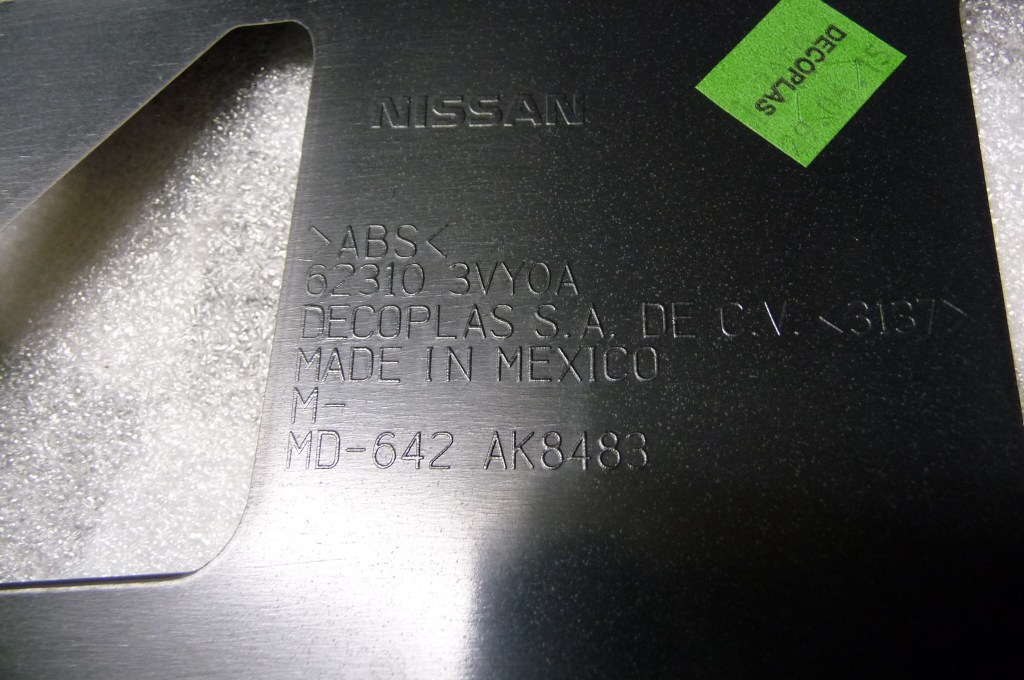 NISSAN
DECOPLAS
>ABS<
62310 3VY0A
DECOPLAS S.A. DE C.V. <3137>
MADE IN MEXICO
M-
MD-642 AK8483